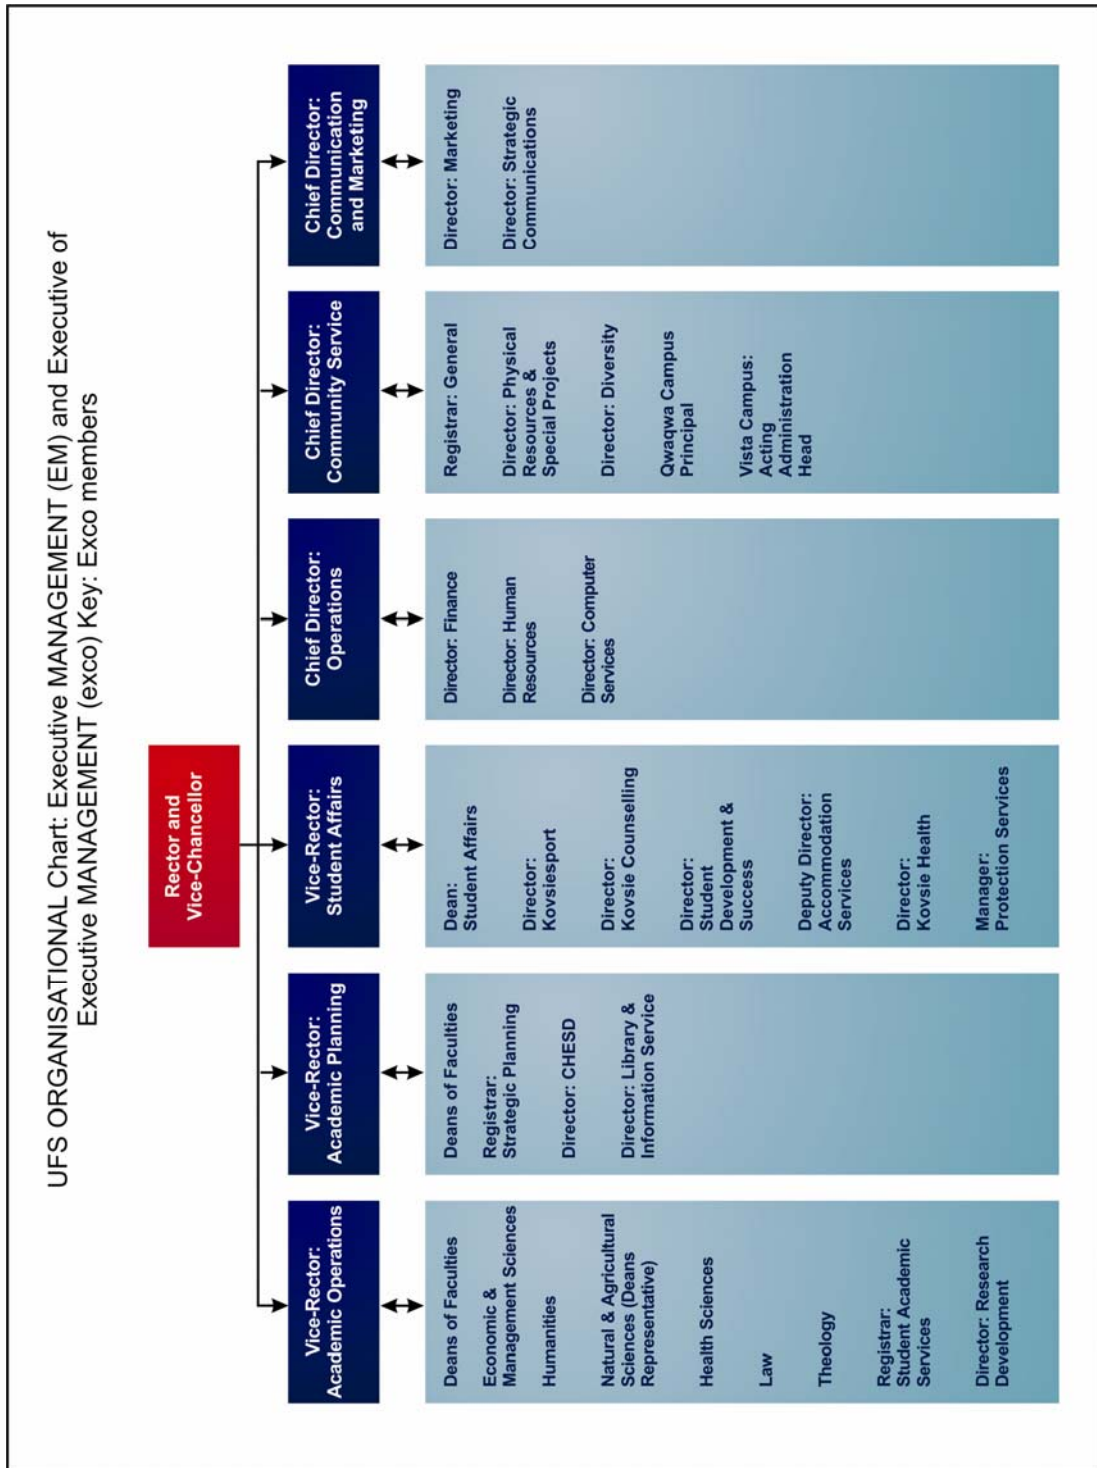 UFS ORGANISATIONAL Chart: Executive MANAGEMENT (EM) and Executive of
Executive MANAGEMENT (exco) Key: Exco members
Rector and
Vice-Chancellor
Vice-Rector:
Academic Operations
Deans of Faculties
Economic &
Management Sciences
Humanities
Natural & Agricultural
Sciences (Deans
Representative)
Health Sciences
Law
Theology
Registrar:
Student Academic
Services
Director: Research
Development
Vice-Rector:
Academic Planning
Deans of Faculties
Registrar:
Strategic Planning
Director: CHESD
Director: Library &
Information Service
Vice-Rector:
Student Affairs
Dean:
Student Affairs
Director:
Kovsiesport
Director:
Kovsie Counselling
Director:
Student
Development &
Success
Deputy Director:
Accommodation
Services
Director:
Kovsie Health
Manager:
Protection Services
Chief Director:
Operations
Director: Finance
Director: Human
Resources
Director: Computer
Services
Chief Director:
Community Service
Registrar: General
Director: Physical
Resources &
Special Projects
Director: Diversity
Qwaqwa Campus
Principal
Vista Campus:
Acting
Administration
Head
Chief Director:
Communication
and Marketing
Director: Marketing
Director: Strategic
Communications